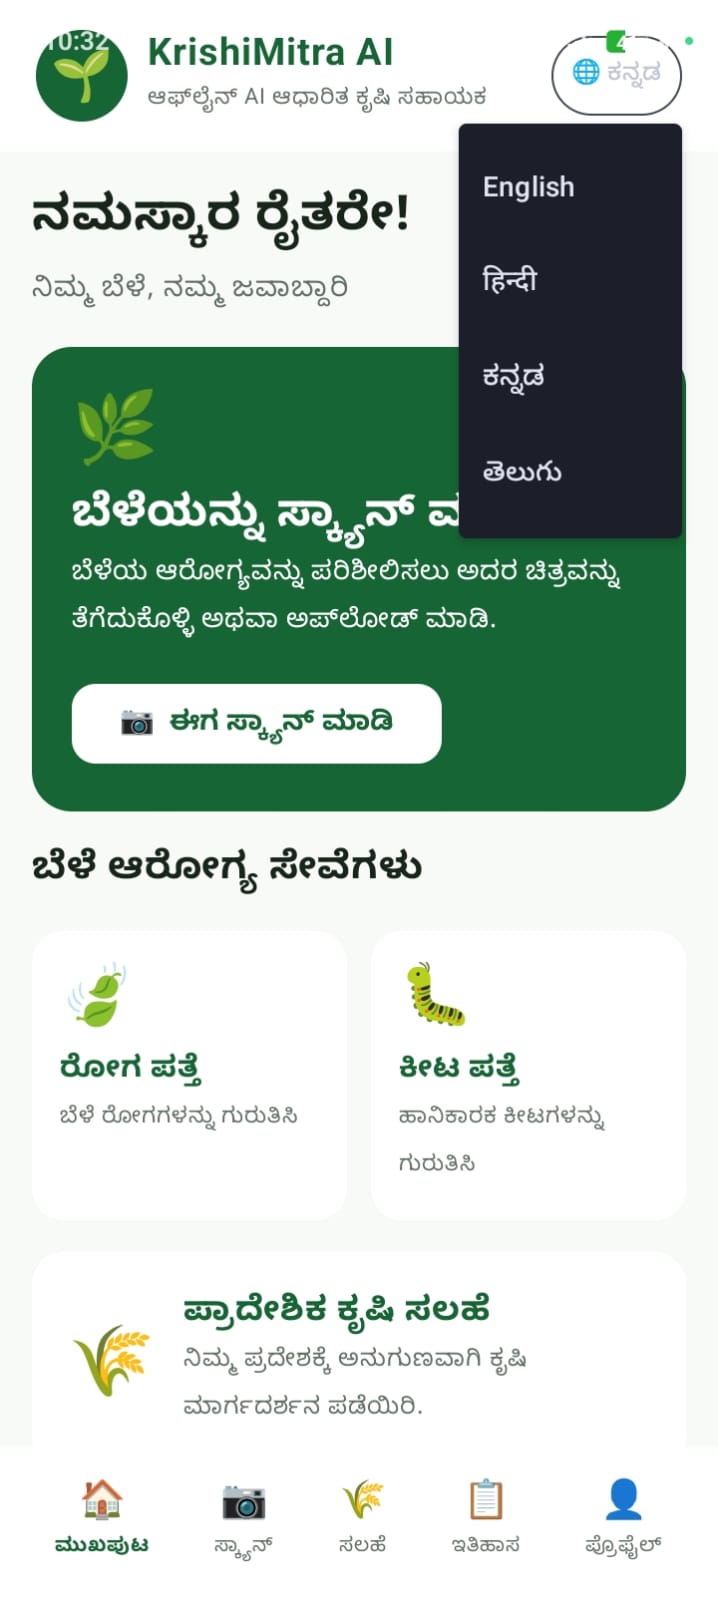 10:32
KrishiMitra AI
ಆಫ್‌ಲೈನ್ AI ಆಧಾರಿತ ಕೃಷಿ ಸಹಾಯಕ
ಕನ್ನಡ
English
हिन्दी
ಕನ್ನಡ
తెలుగు
ನಮಸ್ಕಾರ ರೈತರೇ!
ನಿಮ್ಮ ಬೆಳೆ, ನಮ್ಮ ಜವಾಬ್ದಾರಿ
ಬೆಳೆಯನ್ನು ಸ್ಕ್ಯಾನ್
ಬೆಳೆಯ ಆರೋಗ್ಯವನ್ನು ಪರಿಶೀಲಿಸಲು ಅದರ ಚಿತ್ರವನ್ನು
ತೆಗೆದುಕೊಳ್ಳಿ ಅಥವಾ ಅಪ್‌ಲೋಡ್ ಮಾಡಿ.
ಈಗ ಸ್ಕ್ಯಾನ್ ಮಾಡಿ
ಬೆಳೆ ಆರೋಗ್ಯ ಸೇವೆಗಳು
ರೋಗ ಪತ್ತೆ
ಬೆಳೆ ರೋಗಗಳನ್ನು ಗುರುತಿಸಿ
ಕೀಟ ಪತ್ತೆ
ಹಾನಿಕಾರಕ ಕೀಟಗಳನ್ನು
ಗುರುತಿಸಿ
ಪ್ರಾದೇಶಿಕ ಕೃಷಿ ಸಲಹೆ
ನಿಮ್ಮ ಪ್ರದೇಶಕ್ಕೆ ಅನುಗುಣವಾಗಿ ಕೃಷಿ
ಮಾರ್ಗದರ್ಶನ ಪಡೆಯಿರಿ.
ಮುಖಪುಟ
ಸ್ಕ್ಯಾನ್
ಸಲಹೆ
ಇತಿಹಾಸ
ಪ್ರೊಫೈಲ್